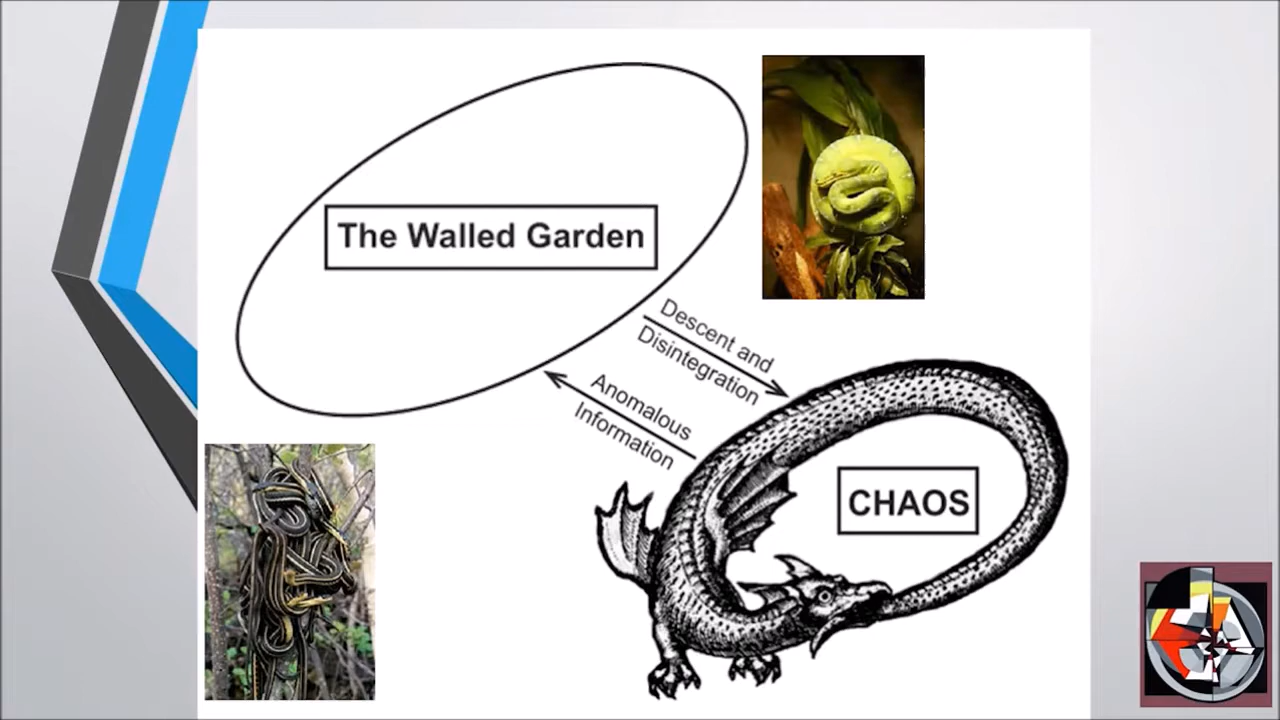 The Walled Garden
Descent and
Disintegration
Anomalous
Information
CHAOS